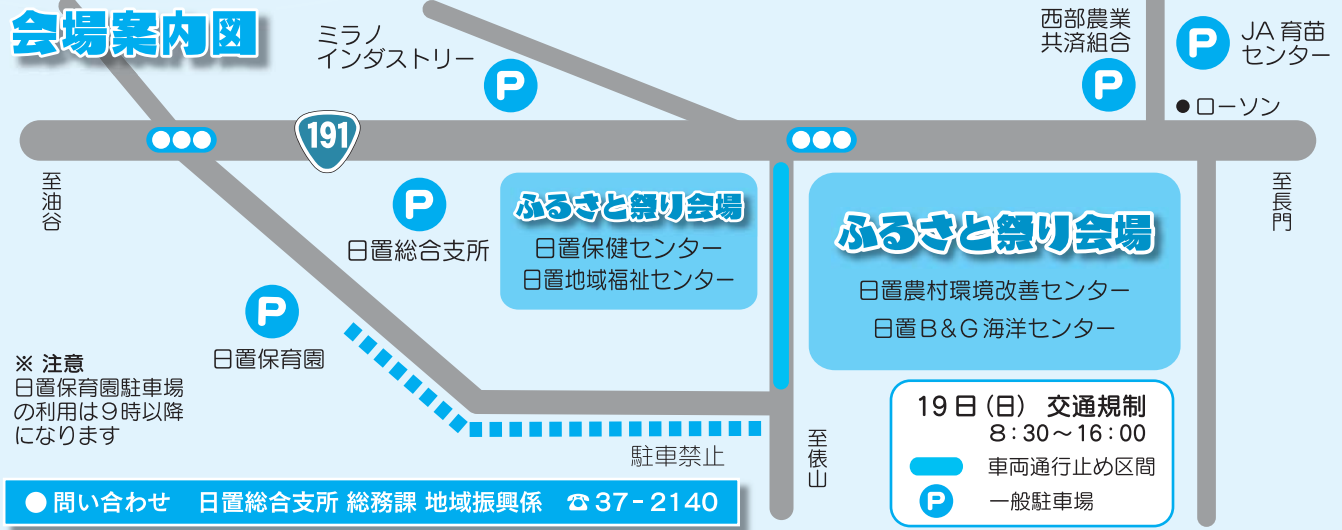 会場案内図
ミラノ
インダストリー
P
西部農業
共済組合
P
P
JA育苗
センター
●ローソン
191
至油谷
至長門
P
日置総合支所
ふるさと祭り会場
日置保健センター
日置地域福祉センター
ふるさと祭り会場
日置農村環境改善センター
日置B&G海洋センター
P
日置保育園
※ 注意
日置保育園駐車場
の利用は9時以降
になります
駐車禁止
至俵山
19日(日) 交通規制
8:30〜16:00
車両通行止め区間
P 一般駐車場
●問い合わせ 日置総合支所 総務課 地域振興係 ☎37-2140